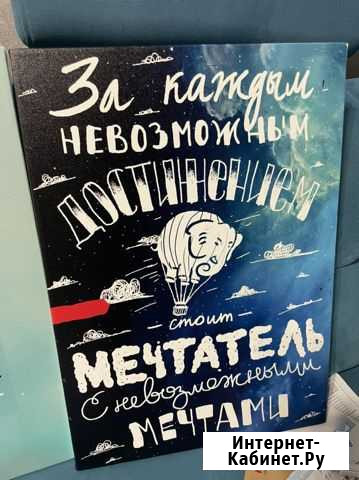 За каждым
невозможным
достижением
- стоит -
МЕЧТАТЕЛЬ
с невозможными
МЕЧТАМИ
Интернет-
Кабинет.Ру